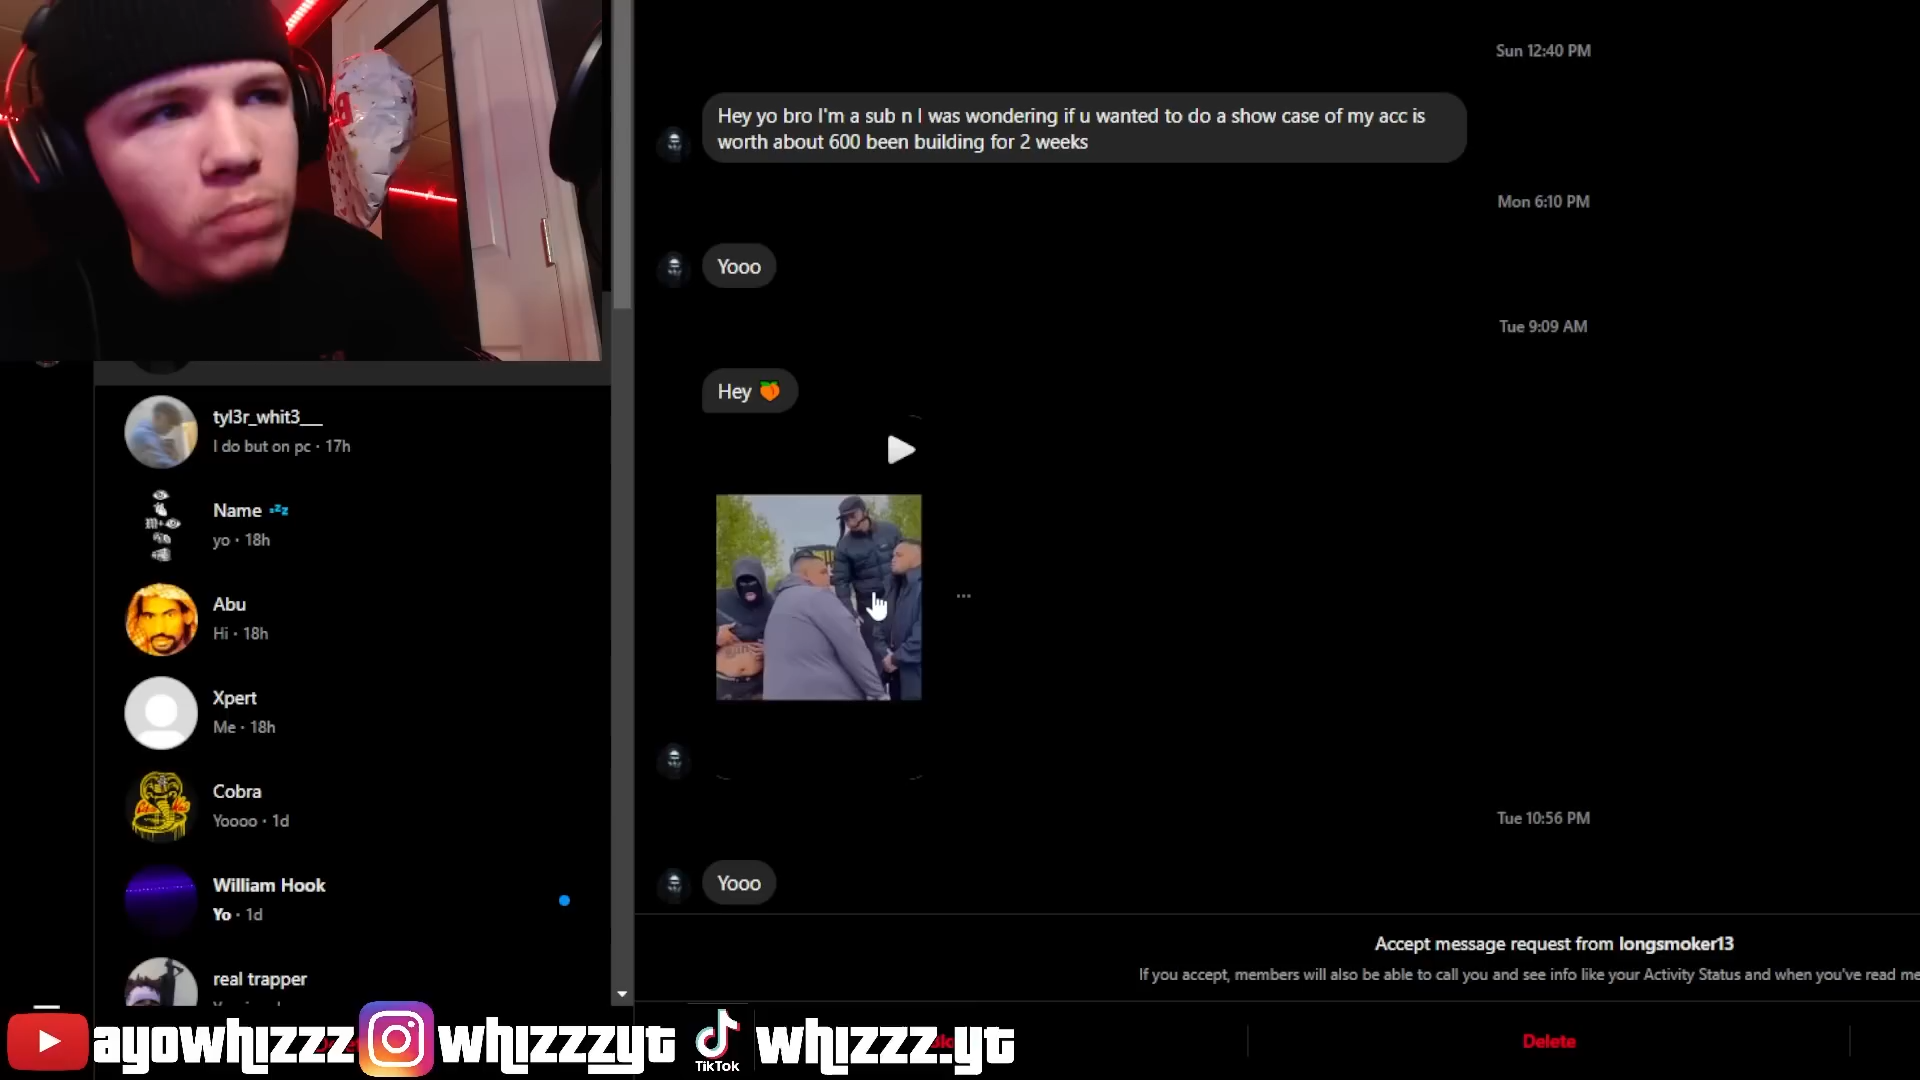 Sun 12:40 PM
Hey yo bro I'm a sub n I was wondering if u wanted to do a show case of my acc is
worth about 600 been building for 2 weeks
Mon 6:10 PM
Yooo
Tue 9:09 AM
Hey 🍑
tyl3r_whit3___
I do but on pc · 17h
Name 💤
yo · 18h
Abu
Hi · 18h
Xpert
Me · 18h
Cobra
Yoooo · 1d
William Hook
Yo · 1d
real trapper
Tue 10:56 PM
Yooo
Accept message request from longsmoker13
If you accept, members will also be able to call you and see info like your Activity Status and when you've read me
ayowhizzz
whizzzyt
TikTok
whizzz.yt
Delete